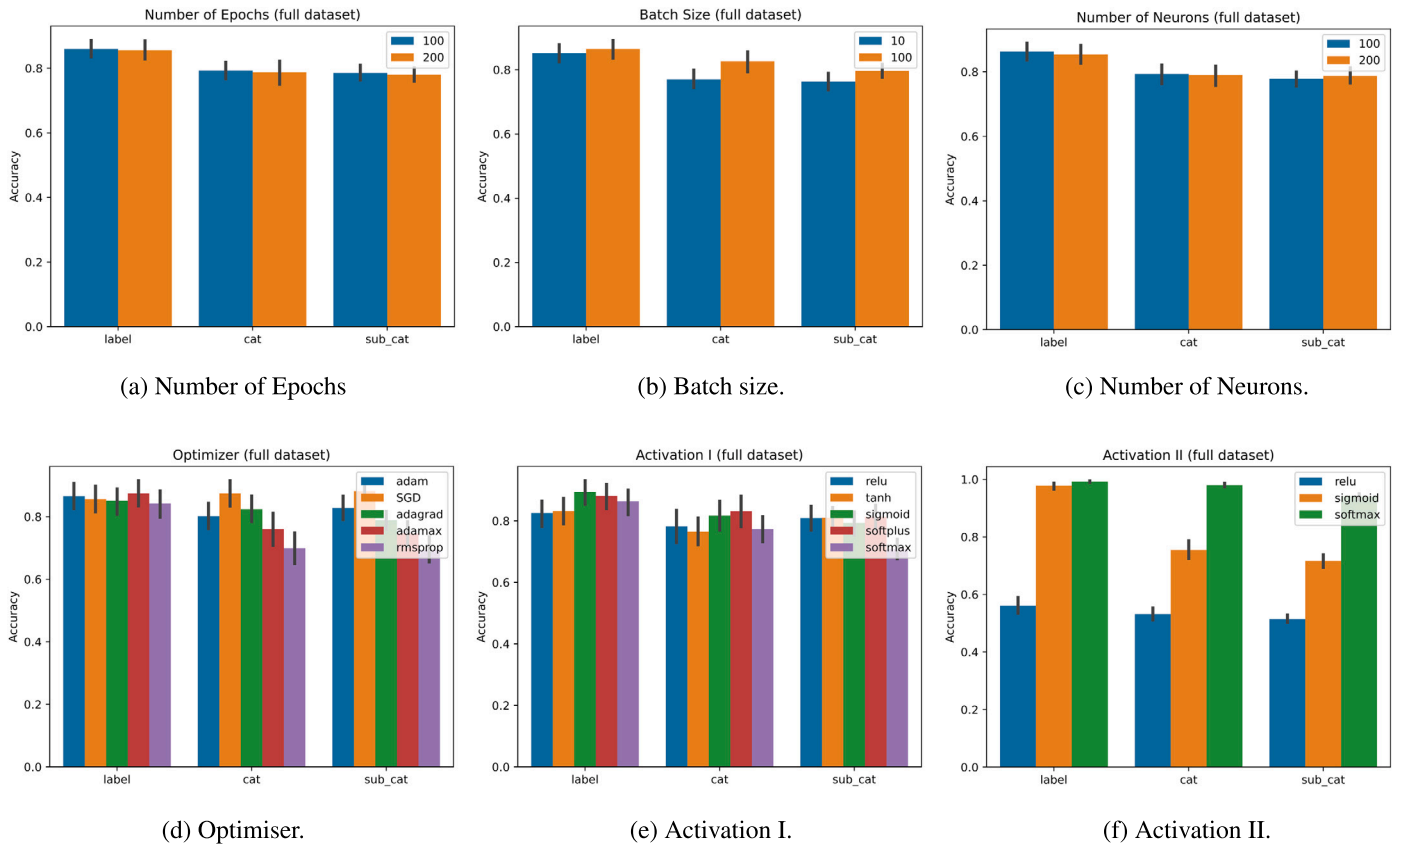 Number of Epochs (full dataset)
100
200
Accuracy
0.8
0.6
0.4
0.2
0.0
label cat sub_cat
(a) Number of Epochs
Batch Size (full dataset)
10
100
Accuracy
0.8
0.6
0.4
0.2
0.0
label cat sub_cat
(b) Batch size.
Number of Neurons (full dataset)
100
200
Accuracy
0.8
0.6
0.4
0.2
0.0
label cat sub_cat
(c) Number of Neurons.
Optimizer (full dataset)
adam
SGD
adagrad
adamax
rmsprop
Accuracy
0.8
0.6
0.4
0.2
0.0
label cat sub_cat
(d) Optimiser.
Activation I (full dataset)
relu
tanh
sigmoid
softplus
softmax
Accuracy
0.8
0.6
0.4
0.2
0.0
label cat sub_cat
(e) Activation I.
Activation II (full dataset)
relu
sigmoid
softmax
Accuracy
1.0
0.8
0.6
0.4
0.2
0.0
label cat sub_cat
(f) Activation II.